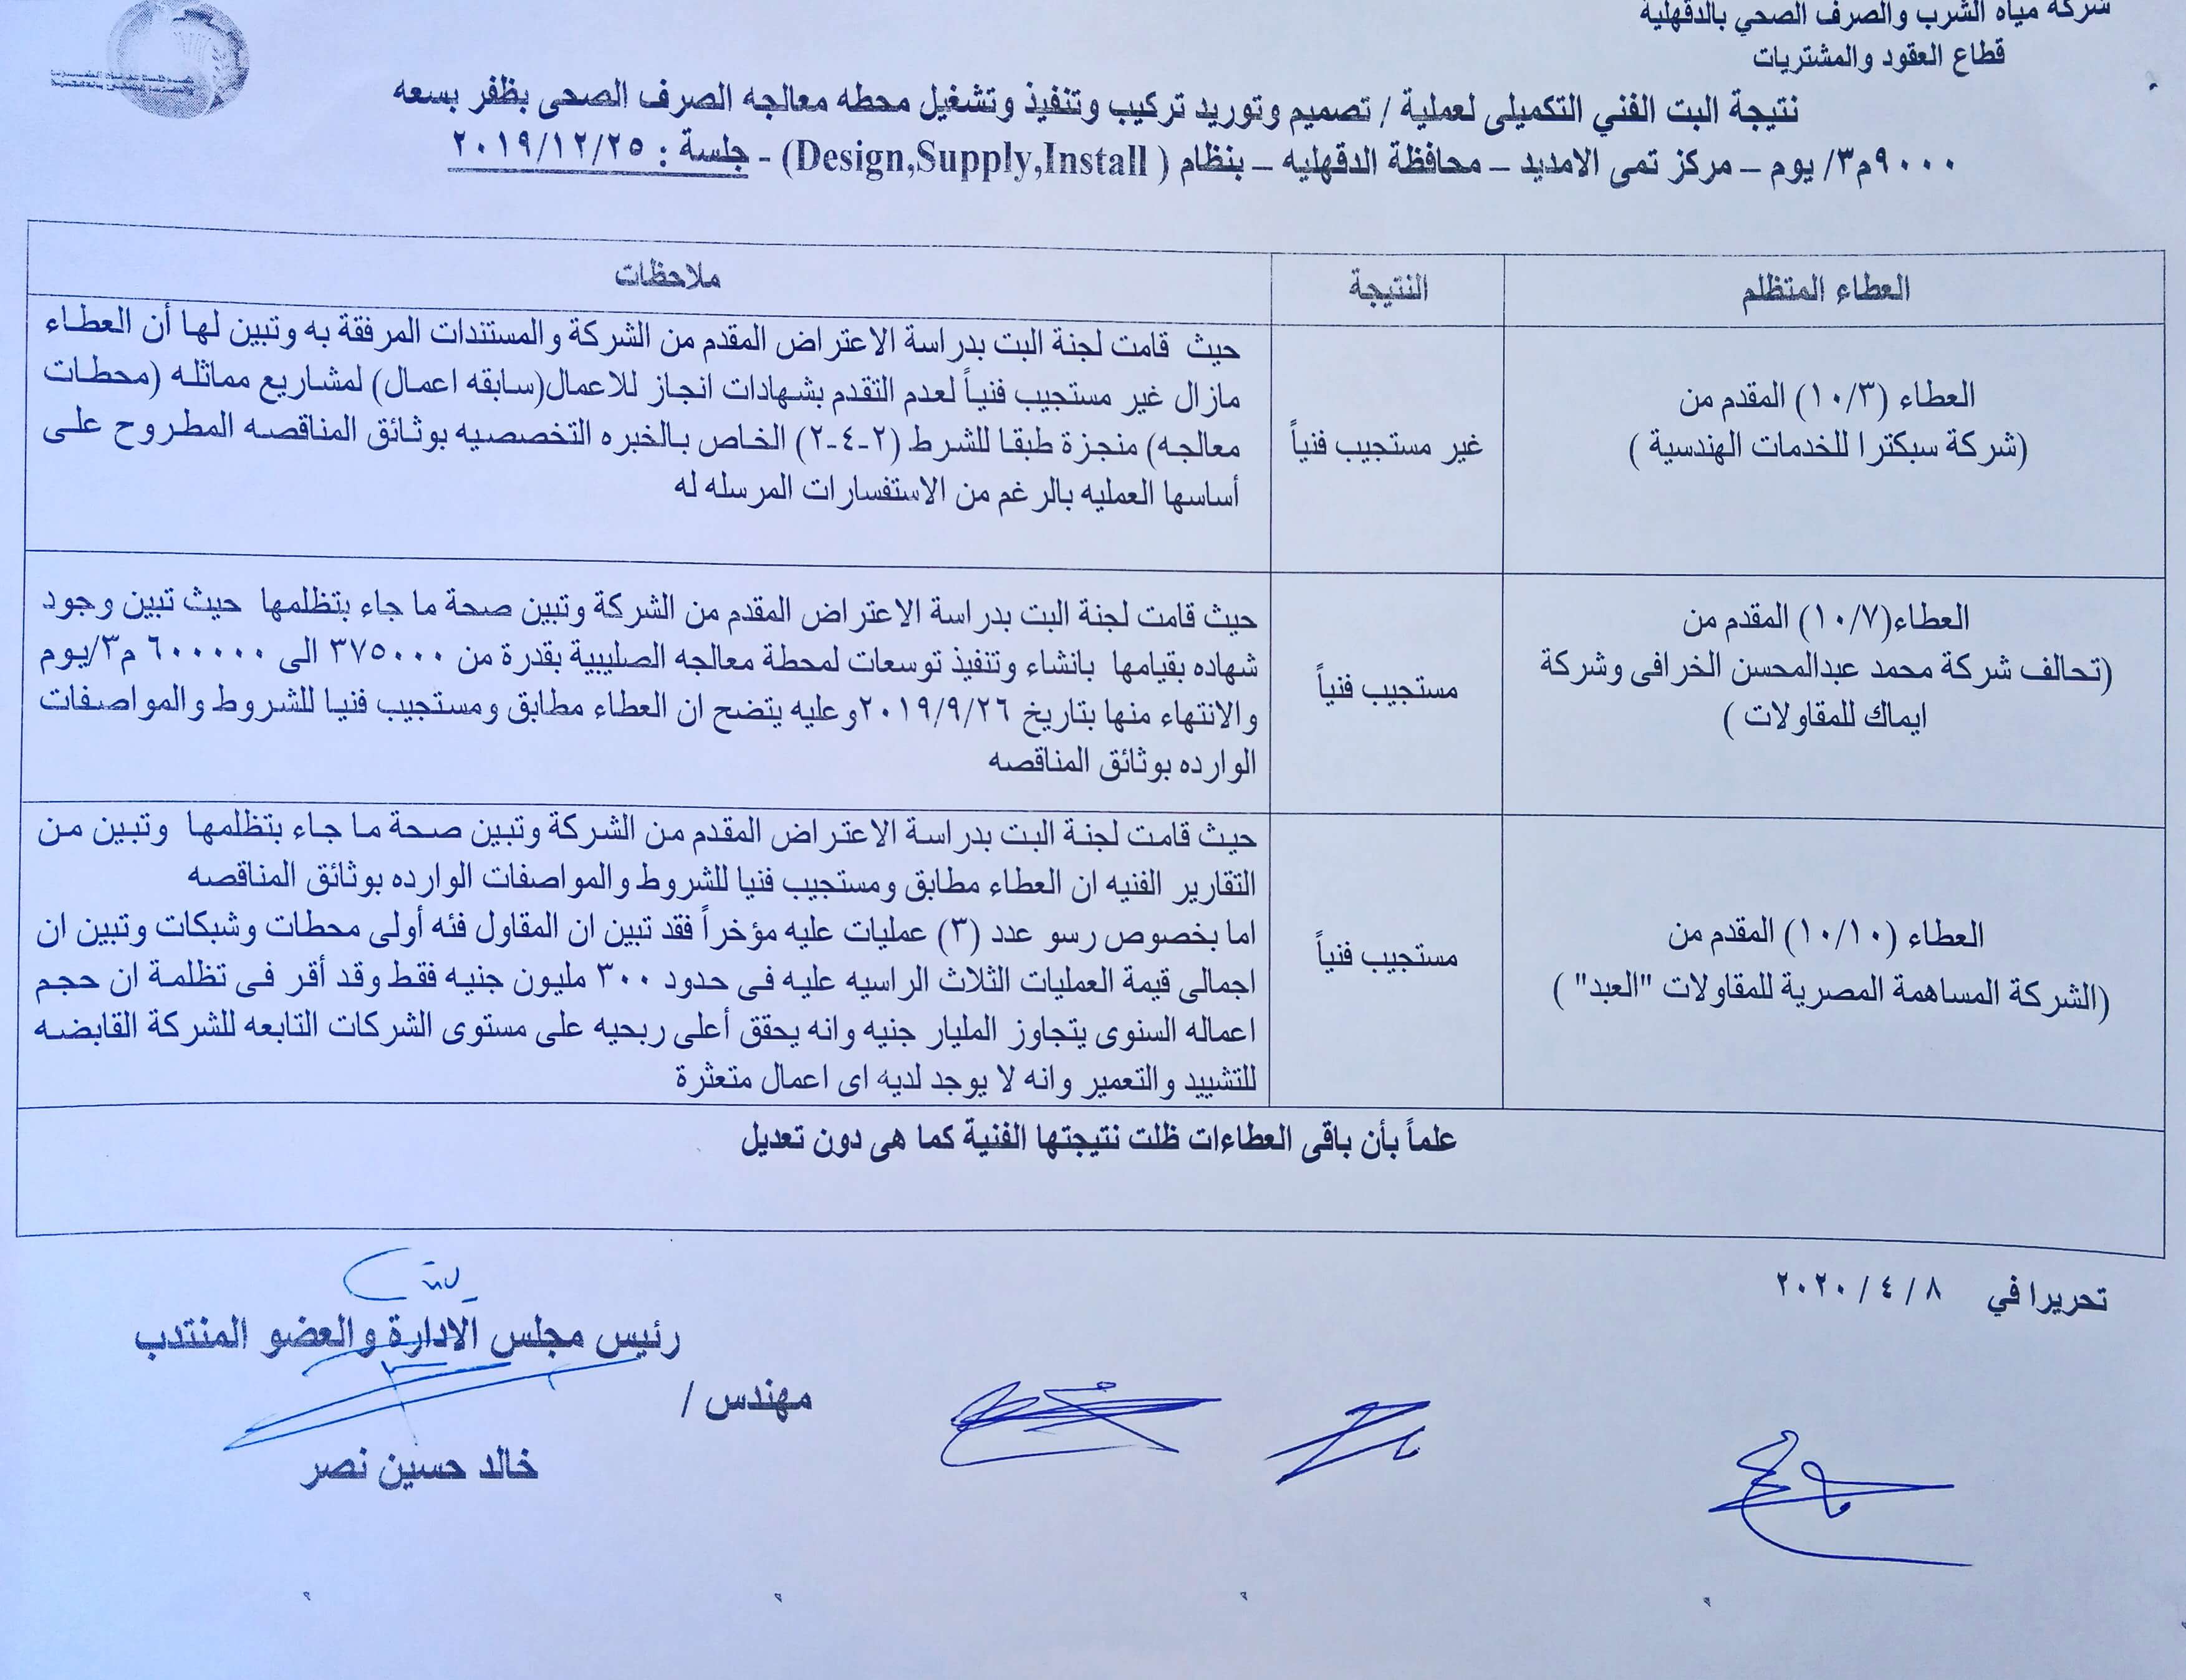 شركة مياه الشرب والصرف الصحي بالدقهلية
قطاع العقود والمشتريات
نتيجة البت الفني التكميلى لعملية / تصميم وتوريد تركيب وتنفيذ وتشغيل محطه معالجه الصرف الصحى بظفر بسعه
٩٠٠٠م٣/ يوم – مركز تمى الامديد – محافظة الدقهليه – بنظام ( Design,Supply,Install) - جلسة : ٢٠١٩/١٢/٢٥
العطاء المتظلم
النتيجة
ملاحظات
العطاء (١٠/٣) المقدم من
(شركة سبكترا للخدمات الهندسية )
غير مستجيب فنياً
حيث قامت لجنة البت بدراسة الاعتراض المقدم من الشركة والمستندات المرفقة به وتبين لها أن العطاء
مازال غير مستجيب فنياً لعدم التقدم بشهادات انجاز للاعمال(سابقه اعمال) لمشاريع مماثله (محطات
معالجه) منجزة طبقا للشرط (٢-٤-٢) الخاص بالخبره التخصصيه بوثائق المناقصه المطروح على
أساسها العمليه بالرغم من الاستفسارات المرسله له
العطاء(١٠/٧) المقدم من
(تحالف شركة محمد عبدالمحسن الخرافى وشركة
ايماك للمقاولات )
مستجيب فنياً
حيث قامت لجنة البت بدراسة الاعتراض المقدم من الشركة وتبين صحة ما جاء بتظلمها حيث تبين وجود
شهاده بقيامها بانشاء وتنفيذ توسعات لمحطة معالجه الصليبية بقدرة من ٣٧٥٠٠٠ الى ٦٠٠٠٠٠ م٣/يوم
والانتهاء منها بتاريخ ٢٠١٩/٩/٢٦وعليه يتضح ان العطاء مطابق ومستجيب فنيا للشروط والمواصفات
الوارده بوثائق المناقصه
العطاء (١٠/١٠) المقدم من
(الشركة المساهمة المصرية للمقاولات "العبد" )
مستجيب فنياً
حيث قامت لجنة البت بدراسة الاعتراض المقدم من الشركة وتبين صحة ما جاء بتظلمها وتبين من
التقارير الفنيه ان العطاء مطابق ومستجيب فنيا للشروط والمواصفات الوارده بوثائق المناقصه
اما بخصوص رسو عدد (٣) عمليات عليه مؤخراً فقد تبين ان المقاول فئه أولى محطات وشبكات وتبين ان
اجمالى قيمة العمليات الثلاث الراسيه عليه فى حدود ٣٠٠ مليون جنيه فقط وقد أقر فى تظلمة ان حجم
اعماله السنوى يتجاوز المليار جنيه وانه يحقق أعلى ربحيه على مستوى الشركات التابعه للشركة القابضه
للتشييد والتعمير وانه لا يوجد لديه اى اعمال متعثرة
علماً بأن باقى العطاءات ظلت نتيجتها الفنية كما هى دون تعديل
تحريرا في ٨ / ٤ / ٢٠٢٠
رئيس مجلس الادارة والعضو المنتدب
مهندس /
خالد حسين نصر